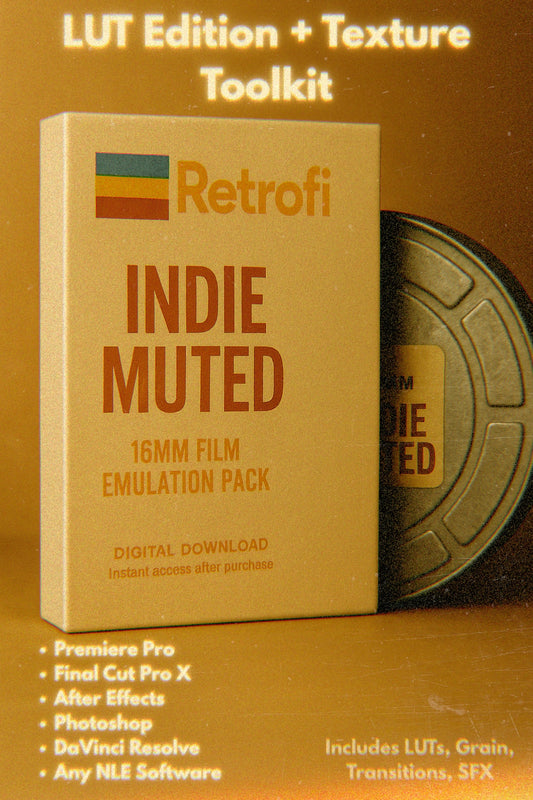 LUT Edition + Texture
Toolkit
Retrofi
INDIE
MUTED
16MM FILM
EMULATION PACK
DIGITAL DOWNLOAD
Instant access after purchase
DIE
TED
• Premiere Pro
• Final Cut Pro X
• After Effects
• Photoshop
• DaVinci Resolve
• Any NLE Software
Includes LUTs, Grain,
Transitions, SFX